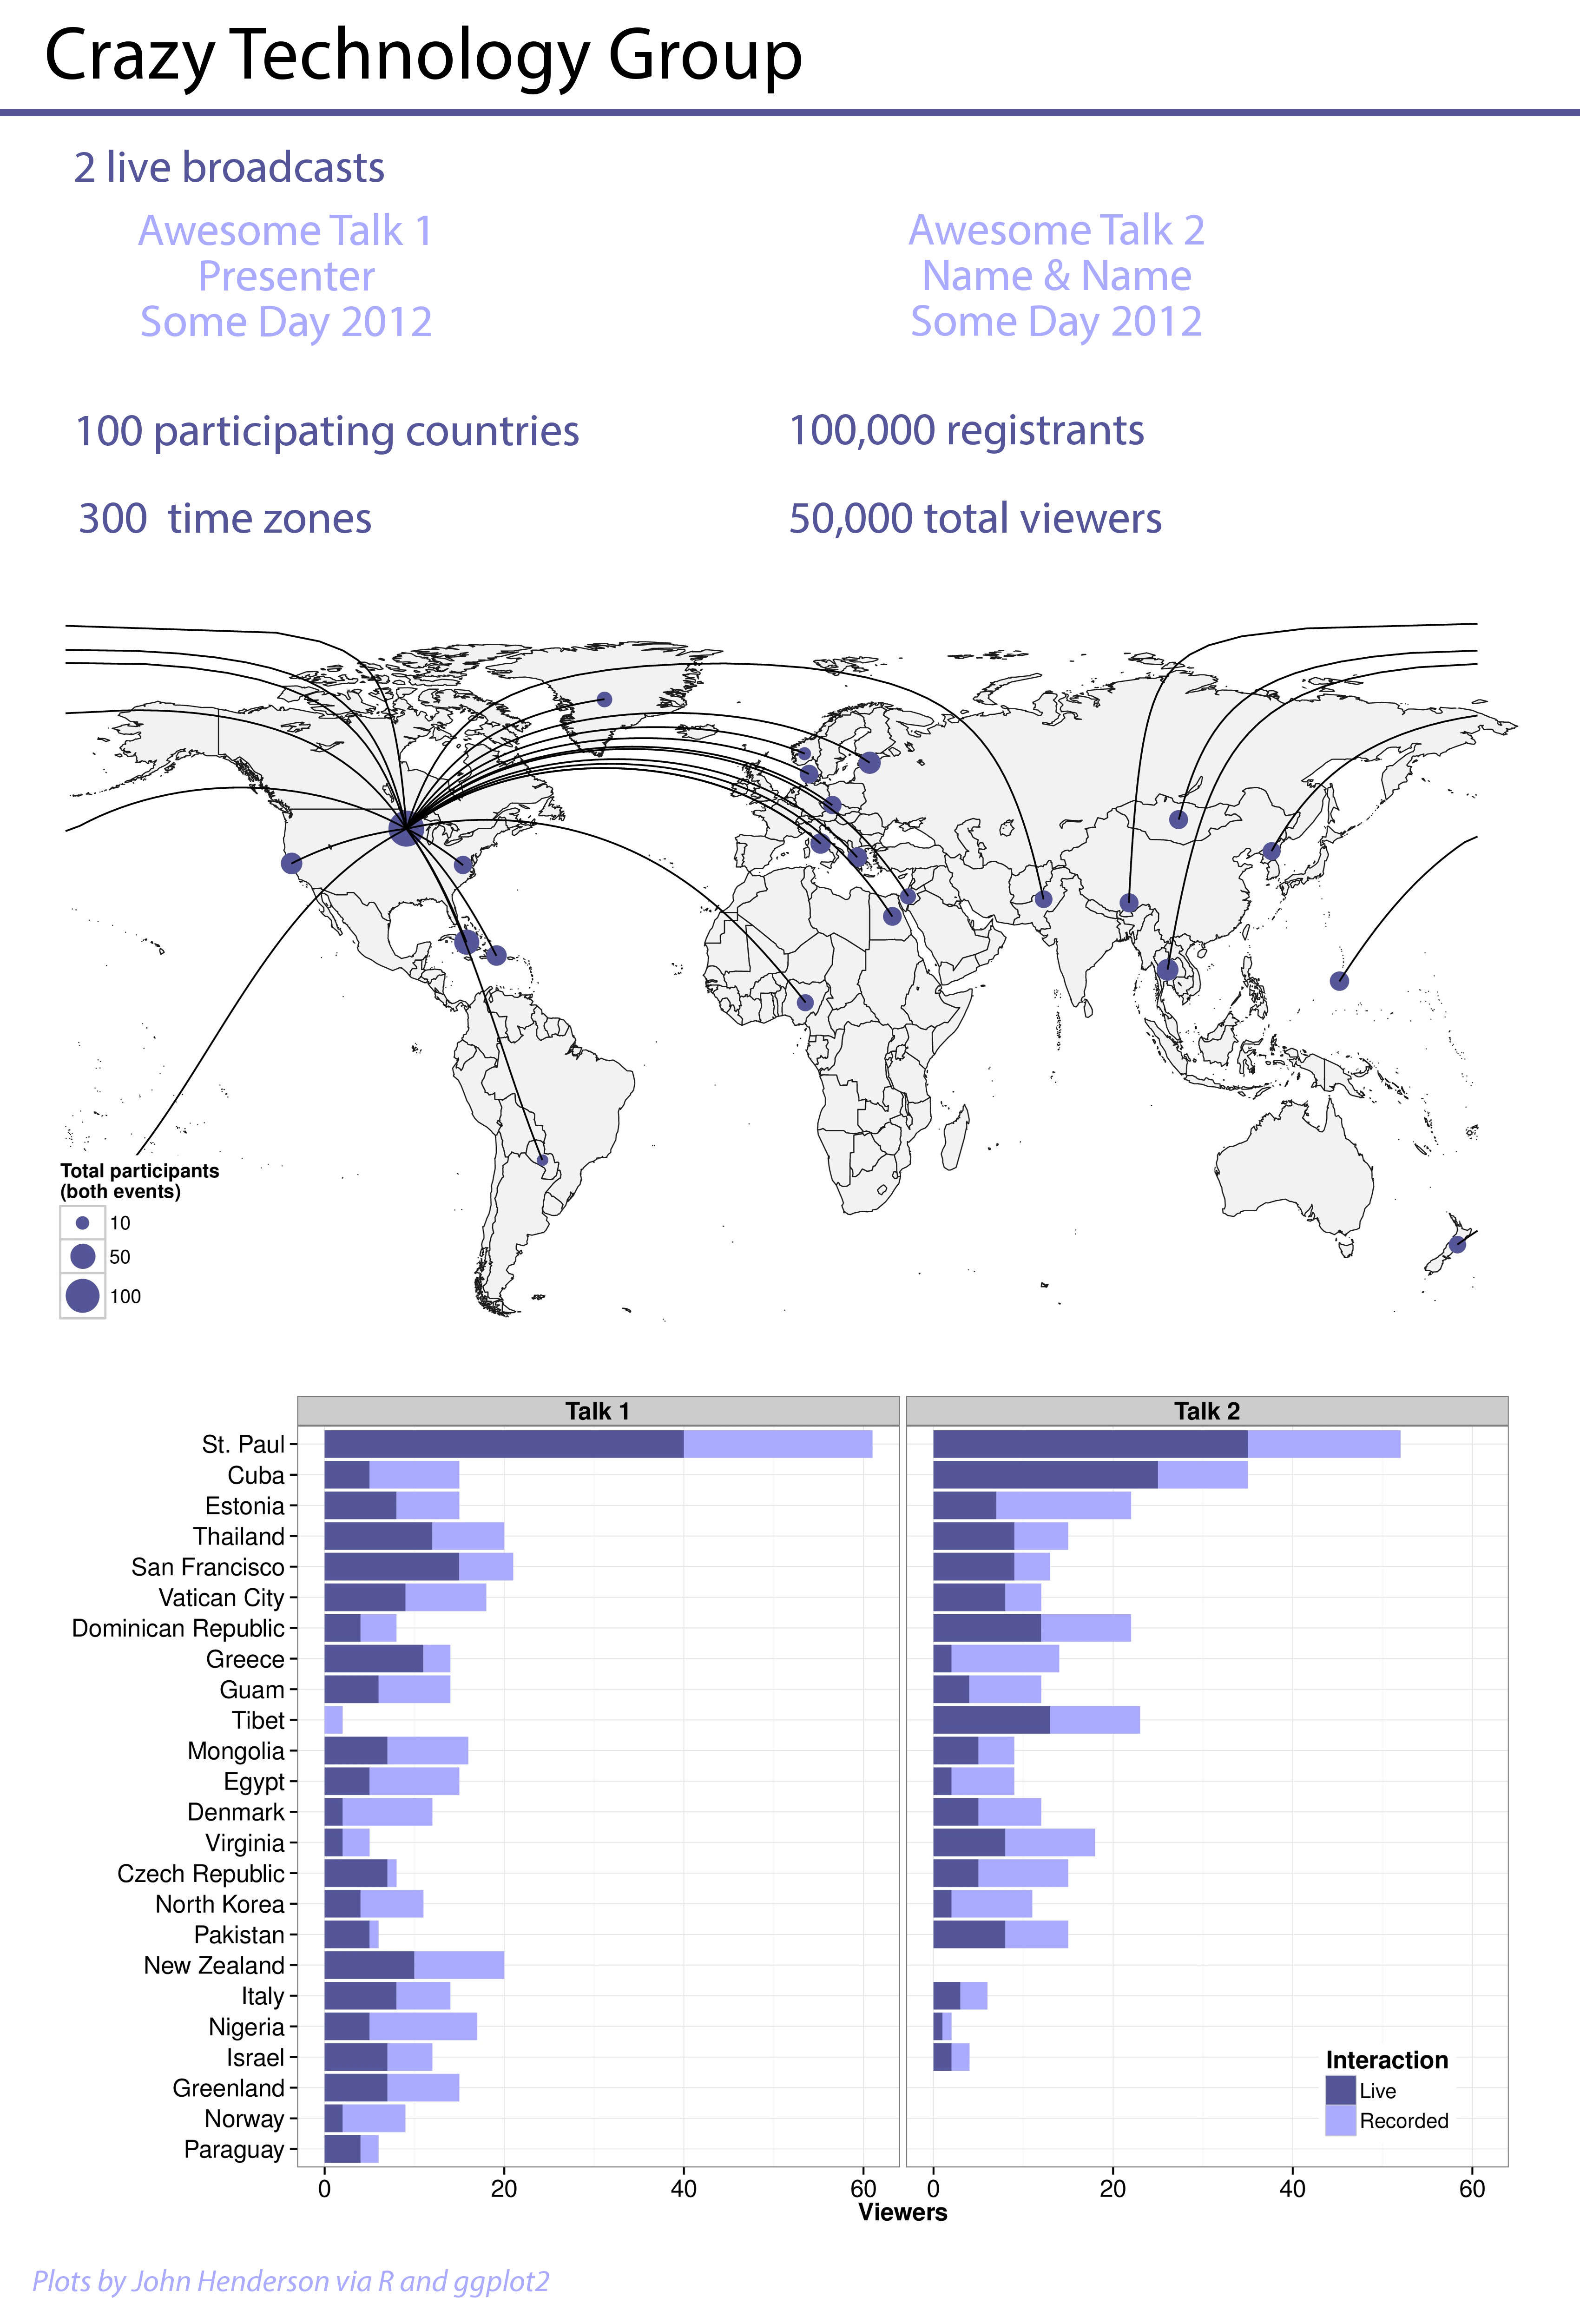 Crazy Technology Group
2 live broadcasts
Awesome Talk 1
Presenter
Some Day 2012
Awesome Talk 2
Name & Name
Some Day 2012
100 participating countries
100,000 registrants
300 time zones
50,000 total viewers
Total participants
(both events)
10
50
100
Talk 1
Talk 2
St. Paul
Cuba
Estonia
Thailand
San Francisco
Vatican City
Dominican Republic
Greece
Guam
Tibet
Mongolia
Egypt
Denmark
Virginia
Czech Republic
North Korea
Pakistan
New Zealand
Italy
Nigeria
Israel
Greenland
Norway
Paraguay
Interaction
Live
Recorded
0 20 40 60 0 20 40 60
Viewers
Plots by John Henderson via R and ggplot2